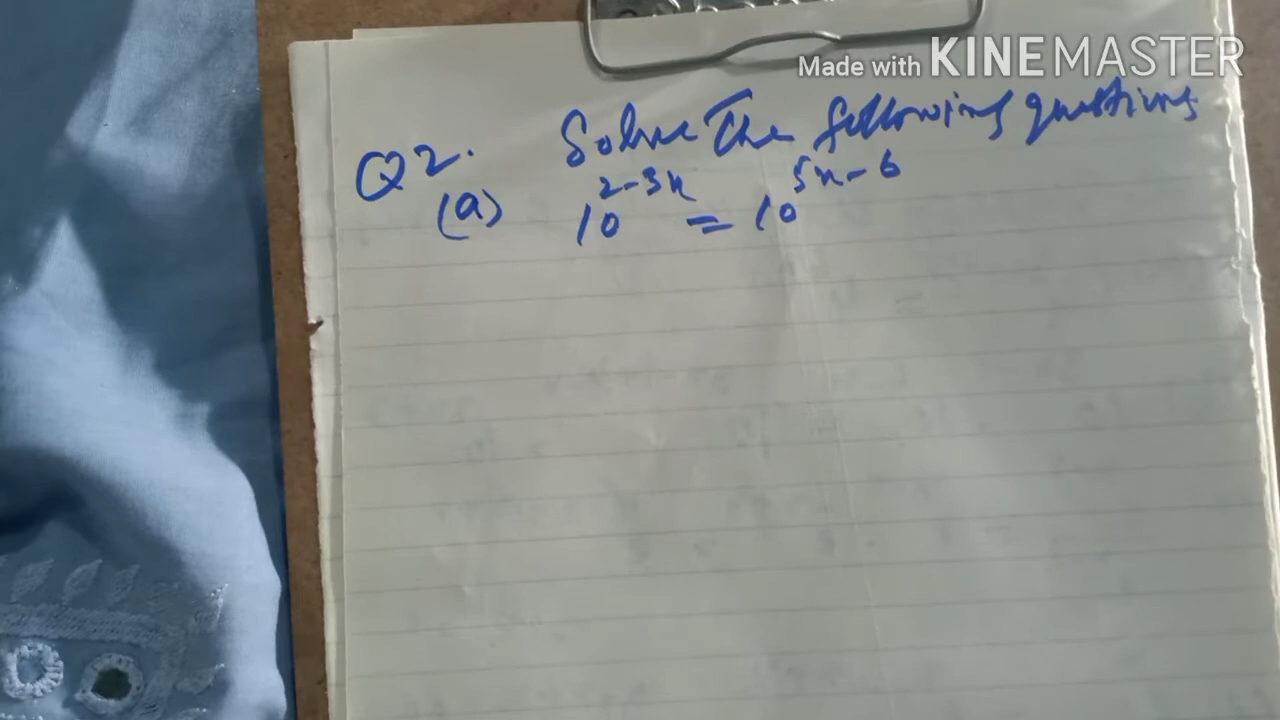 Made with KINEMASTER
Q2. Solve The following questions
(a) 10^2-3x = 10^5x-6